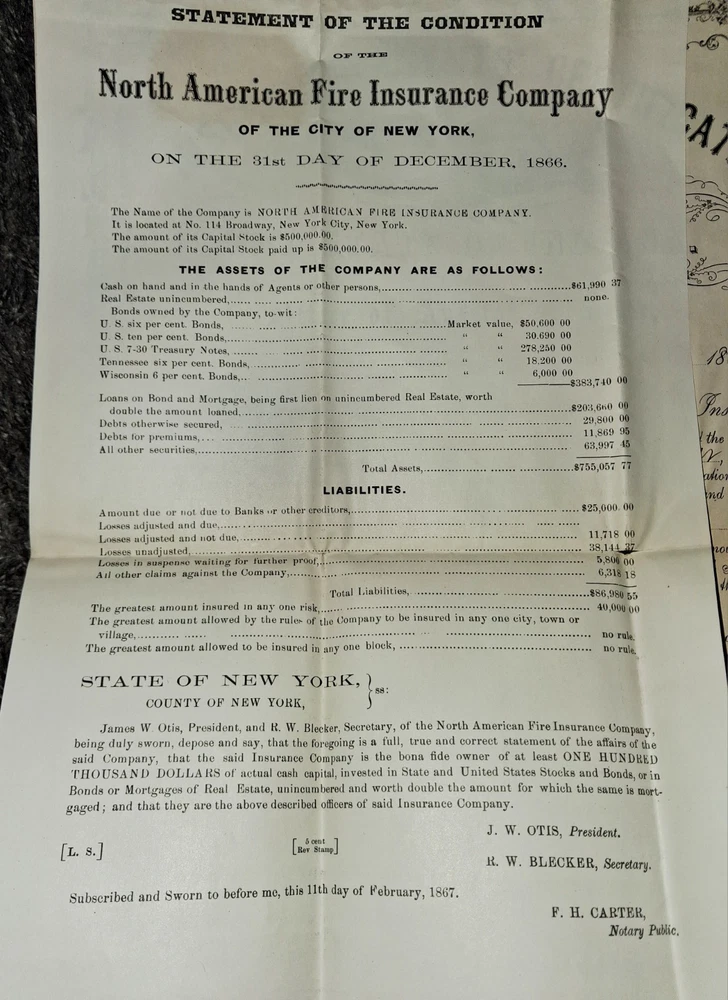 STATEMENT OF THE CONDITION
OF THE
North American Fire Insurance Company
OF THE CITY OF NEW YORK,
ON THE 31st DAY OF DECEMBER, 1866.
The Name of the Company is NORTH AMERICAN FIRE INSURANCE COMPANY.
It is located at No. 114 Broadway, New York City, New York.
The amount of its Capital Stock is $500,000.00.
The amount of its Capital Stock paid up is $500,000.00.
THE ASSETS OF THE COMPANY ARE AS FOLLOWS:
Cash on hand and in the hands of Agents or other persons,..........$61,990 37
Real Estate unincumbered,.......... none.
Bonds owned by the Company, to-wit:
U. S. six per cent. Bonds, ..........Market value, $50,600 00
U. S. ten per cent. Bonds,.......... " " 30.690 00
U. S. 7-30 Treasury Notes, .......... " " 278,250 00
Tennessee six per cent. Bonds, .......... " " 18.200 00
Wisconsin 6 per cent. Bonds,.......... " " 6,000 00
$383,740 00
Loans on Bond and Mortgage, being first lien on unincumbered Real Estate, worth
double the amount loaned,..........$203,660 00
Debts otherwise secured, .......... 29,800 00
Debts for premiums,.......... 11,869 95
All other securities,.......... 63,997 45
Total Assets,..........$755,057 77
LIABILITIES.
Amount due or not due to Banks or other creditors,..........$25,000.00
Losses adjusted and due,..........
Losses adjusted and not due,.......... 11,718 00
Losses unadjusted,.......... 38,144 37
Losses in suspense waiting for further proof,.......... 5,800 00
All other claims against the Company,.......... 6,318 18
Total Liabilities, ..........$86,980 55
The greatest amount insured in any one risk,.......... 40,000 00
The greatest amount allowed by the rules of the Company to be insured in any one city, town or
village,.......... no rule.
The greatest amount allowed to be insured in any one block, .......... no rule.
STATE OF NEW YORK, } ss:
COUNTY OF NEW YORK,
James W. Otis, President, and R. W. Blecker, Secretary, of the North American Fire Insurance Company,
being duly sworn, depose and say, that the foregoing is a full, true and correct statement of the affairs of the
said Company, that the said Insurance Company is the bona fide owner of at least ONE HUNDRED
THOUSAND DOLLARS of actual cash capital, invested in State and United States Stocks and Bonds, or in
Bonds or Mortgages of Real Estate, unincumbered and worth double the amount for which the same is mort-
gaged; and that they are the above described officers of said Insurance Company.
J. W. OTIS, President.
[L. S.]
[5 cent Rev Stamp]
R. W. BLECKER, Secretary.
Subscribed and Sworn to before me, this 11th day of February, 1867.
F. H. CARTER,
Notary Public.
18
Ins
the
nd